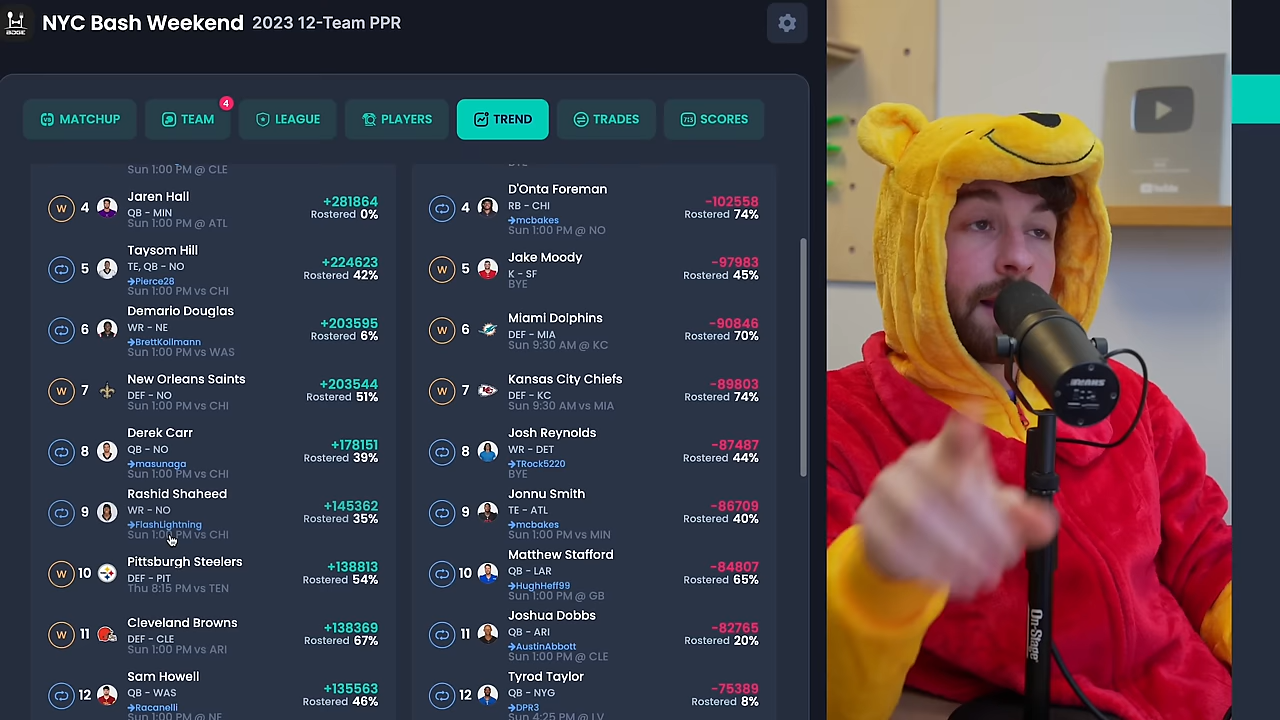 BDGE
NYC Bash Weekend 2023 12-Team PPR
MATCHUP
TEAM
4
LEAGUE
PLAYERS
TREND
TRADES
SCORES
Sun 1:00 PM @ CLE
W 4 Jaren Hall +281864
QB - MIN Rostered 0%
Sun 1:00 PM @ ATL
5 Taysom Hill +224623
TE, QB - NO Rostered 42%
Pierce28
Sun 1:00 PM vs CHI
6 Demario Douglas +203595
WR - NE Rostered 6%
BrettKollmann
Sun 1:00 PM vs WAS
W 7 New Orleans Saints +203544
DEF - NO Rostered 51%
Sun 1:00 PM vs CHI
8 Derek Carr +178151
QB - NO Rostered 39%
masunaga
Sun 1:00 PM vs CHI
9 Rashid Shaheed +145362
WR - NO Rostered 35%
FlashLightning
Sun 1:00 PM vs CHI
W 10 Pittsburgh Steelers +138813
DEF - PIT Rostered 54%
Thu 8:15 PM vs TEN
W 11 Cleveland Browns +138369
DEF - CLE Rostered 67%
Sun 1:00 PM vs ARI
12 Sam Howell +135563
QB - WAS Rostered 46%
Racanelli
Sun 1:00 PM @ NE
BYE
4 D'Onta Foreman -102558
RB - CHI Rostered 74%
mcbakes
Sun 1:00 PM @ NO
W 5 Jake Moody -97983
K - SF Rostered 45%
BYE
W 6 Miami Dolphins -90846
DEF - MIA Rostered 70%
Sun 9:30 AM @ KC
W 7 Kansas City Chiefs -89803
DEF - KC Rostered 74%
Sun 9:30 AM vs MIA
8 Josh Reynolds -87487
WR - DET Rostered 44%
TRock5220
BYE
9 Jonnu Smith -86709
TE - ATL Rostered 40%
mcbakes
Sun 1:00 PM vs MIN
10 Matthew Stafford -84807
QB - LAR Rostered 65%
HughHeff99
Sun 1:00 PM @ GB
11 Joshua Dobbs -82765
QB - ARI Rostered 20%
AustinAbbott
Sun 1:00 PM @ CLE
12 Tyrod Taylor -75389
QB - NYG Rostered 8%
DPR3
Sun 4:25 PM @ LV
YouTube
SHURE
On-Stage